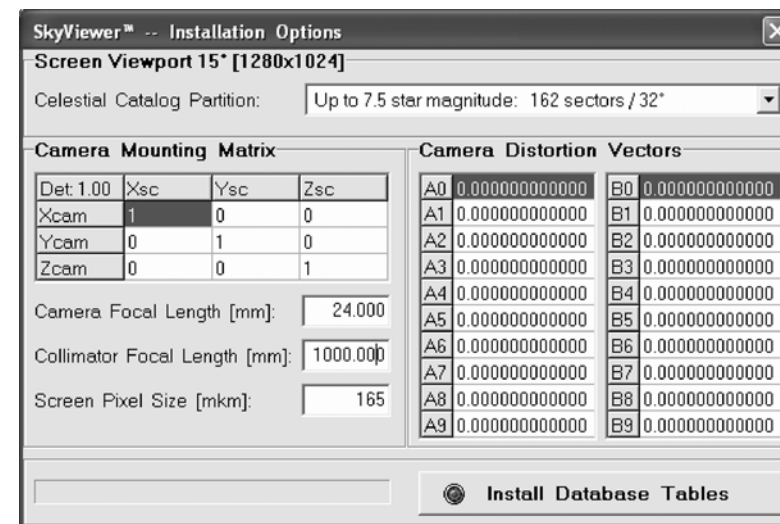 SkyViewer™ -- Installation Options
Screen Viewport 15° [1280x1024]
Celestial Catalog Partition: Up to 7.5 star magnitude: 162 sectors / 32°
Camera Mounting Matrix
Det: 1.00 Xsc Ysc Zsc
Xcam 1 0 0
Ycam 0 1 0
Zcam 0 0 1
Camera Focal Length [mm]: 24.000
Collimator Focal Length [mm]: 1000.000
Screen Pixel Size [mkm]: 165
Camera Distortion Vectors
A0 0.000000000000 B0 0.000000000000
A1 0.000000000000 B1 0.000000000000
A2 0.000000000000 B2 0.000000000000
A3 0.000000000000 B3 0.000000000000
A4 0.000000000000 B4 0.000000000000
A5 0.000000000000 B5 0.000000000000
A6 0.000000000000 B6 0.000000000000
A7 0.000000000000 B7 0.000000000000
A8 0.000000000000 B8 0.000000000000
A9 0.000000000000 B9 0.000000000000
Install Database Tables